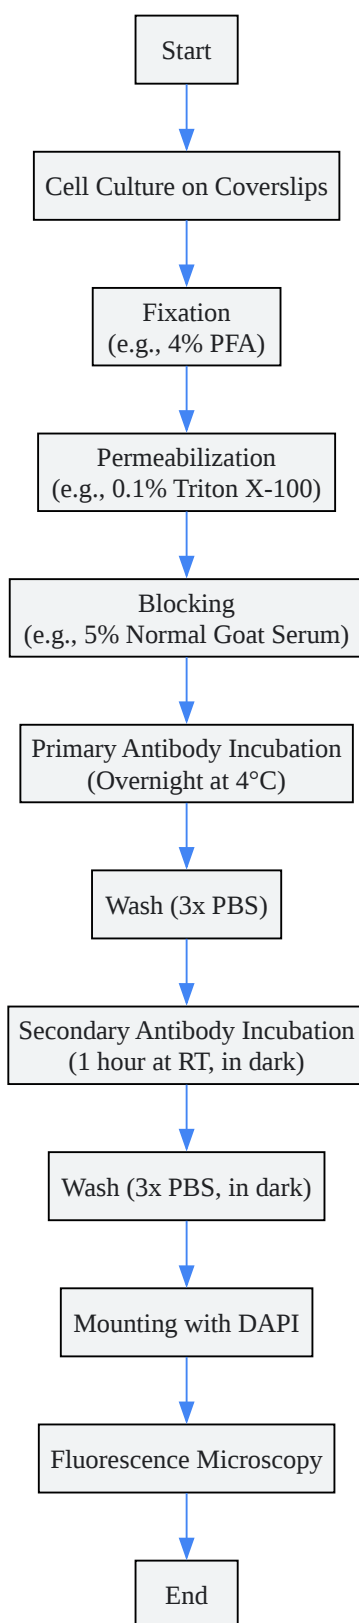 Start
Cell Culture on Coverslips
Fixation
(e.g., 4% PFA)
Permeabilization
(e.g., 0.1% Triton X-100)
Blocking
(e.g., 5% Normal Goat Serum)
Primary Antibody Incubation
(Overnight at 4°C)
Wash (3x PBS)
Secondary Antibody Incubation
(1 hour at RT, in dark)
Wash (3x PBS, in dark)
Mounting with DAPI
Fluorescence Microscopy
End